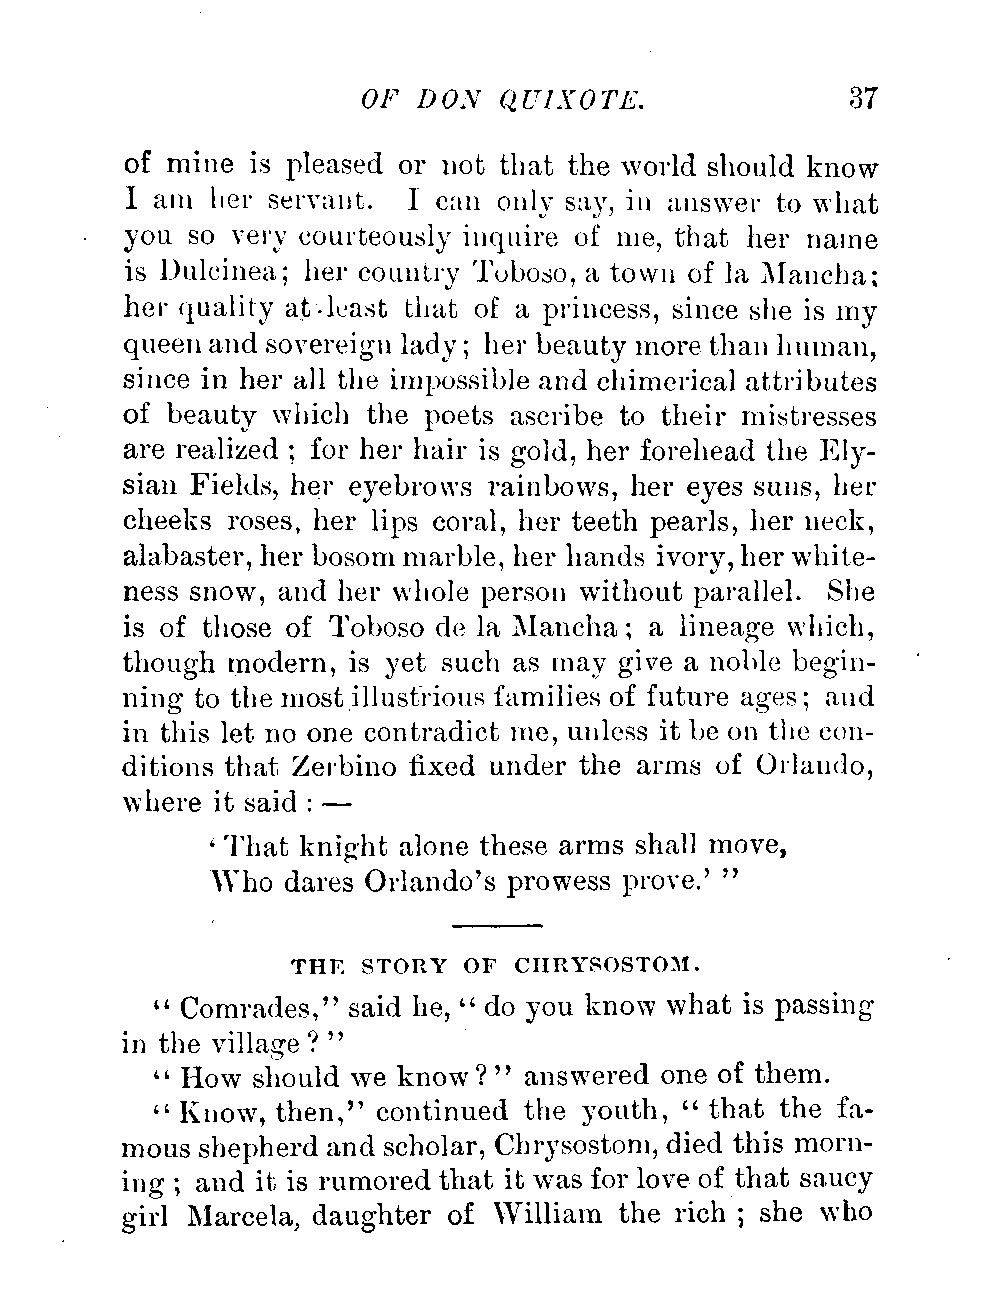 OF DON QUIXOTE. 37
of mine is pleased or not that the world should know
I am her servant. I can only say, in answer to what
you so very courteously inquire of me, that her name
is Dulcinea; her country Toboso, a town of la Mancha;
her quality at least that of a princess, since she is my
queen and sovereign lady; her beauty more than human,
since in her all the impossible and chimerical attributes
of beauty which the poets ascribe to their mistresses
are realized; for her hair is gold, her forehead the Ely-
sian Fields, her eyebrows rainbows, her eyes suns, her
cheeks roses, her lips coral, her teeth pearls, her neck,
alabaster, her bosom marble, her hands ivory, her white-
ness snow, and her whole person without parallel. She
is of those of Toboso de la Mancha; a lineage which,
though modern, is yet such as may give a noble begin-
ning to the most illustrious families of future ages; and
in this let no one contradict me, unless it be on the con-
ditions that Zerbino fixed under the arms of Orlando,
where it said : —
‘ That knight alone these arms shall move,
Who dares Orlando's prowess prove.’ ”
THE STORY OF CHRYSOSTOM.
“ Comrades,” said he, “ do you know what is passing
in the village ? ”
“ How should we know ? ” answered one of them.
“ Know, then,” continued the youth, “ that the fa-
mous shepherd and scholar, Chrysostom, died this morn-
ing ; and it is rumored that it was for love of that saucy
girl Marcela, daughter of William the rich ; she who